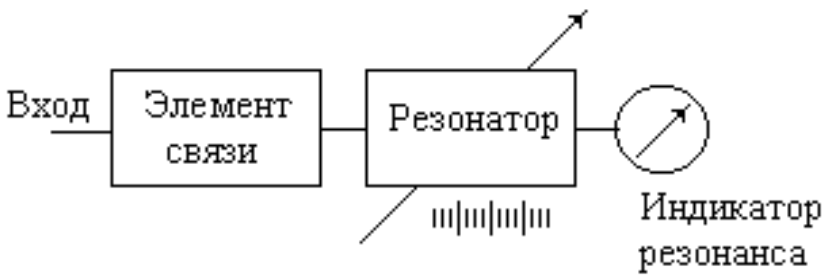 Вход
Элемент
связи
Резонатор
Индикатор
резонанса